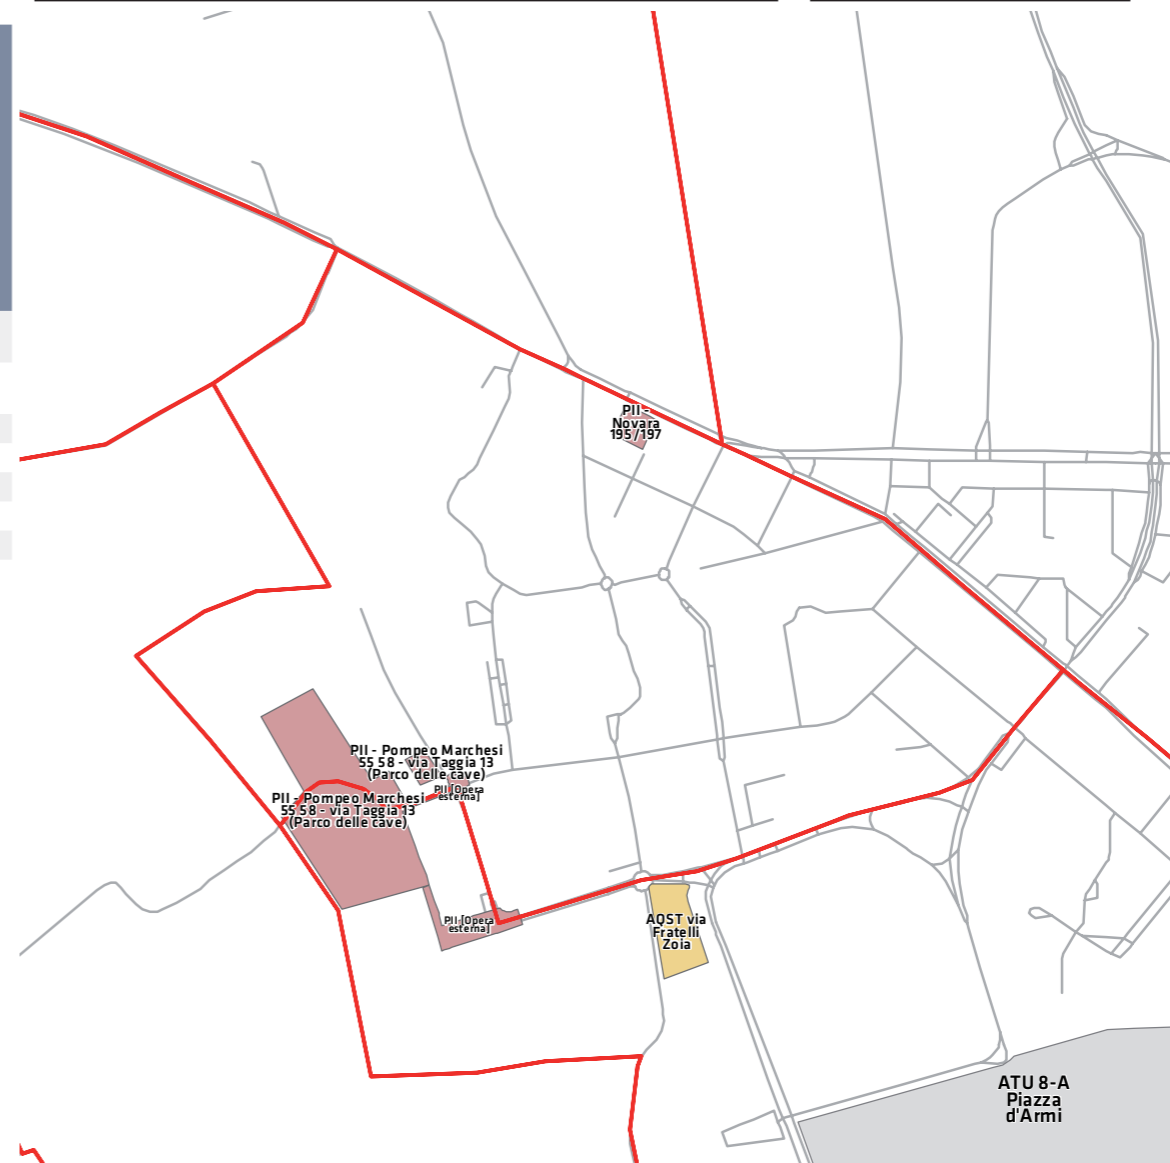 PII -
Novara
195/197
PII - Pompeo Marchesi
55 58 - via Taggia 13
(Parco delle cave)
PII [Opera
esterna]
PII - Pompeo Marchesi
55 58 - via Taggia 13
(Parco delle cave)
PII [Opera
esterna]
AQST via
Fratelli
Zoia
ATU 8-A
Piazza
d'Armi